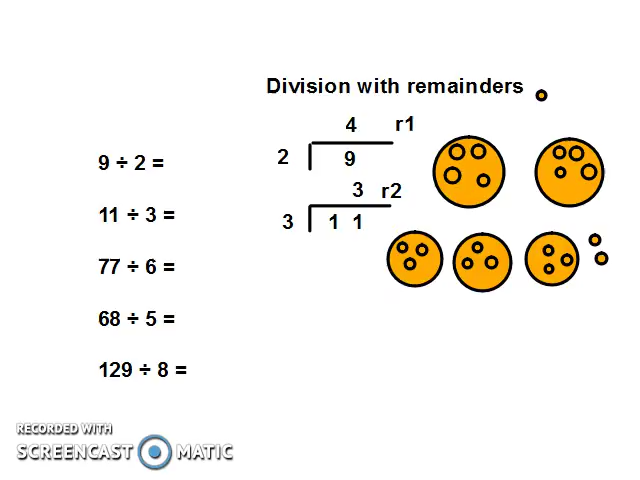 Division with remainders
9 ÷ 2 =
11 ÷ 3 =
77 ÷ 6 =
68 ÷ 5 =
129 ÷ 8 =
4 r1
2 9
3 r2
3 1 1
RECORDED WITH
SCREENCAST MATIC